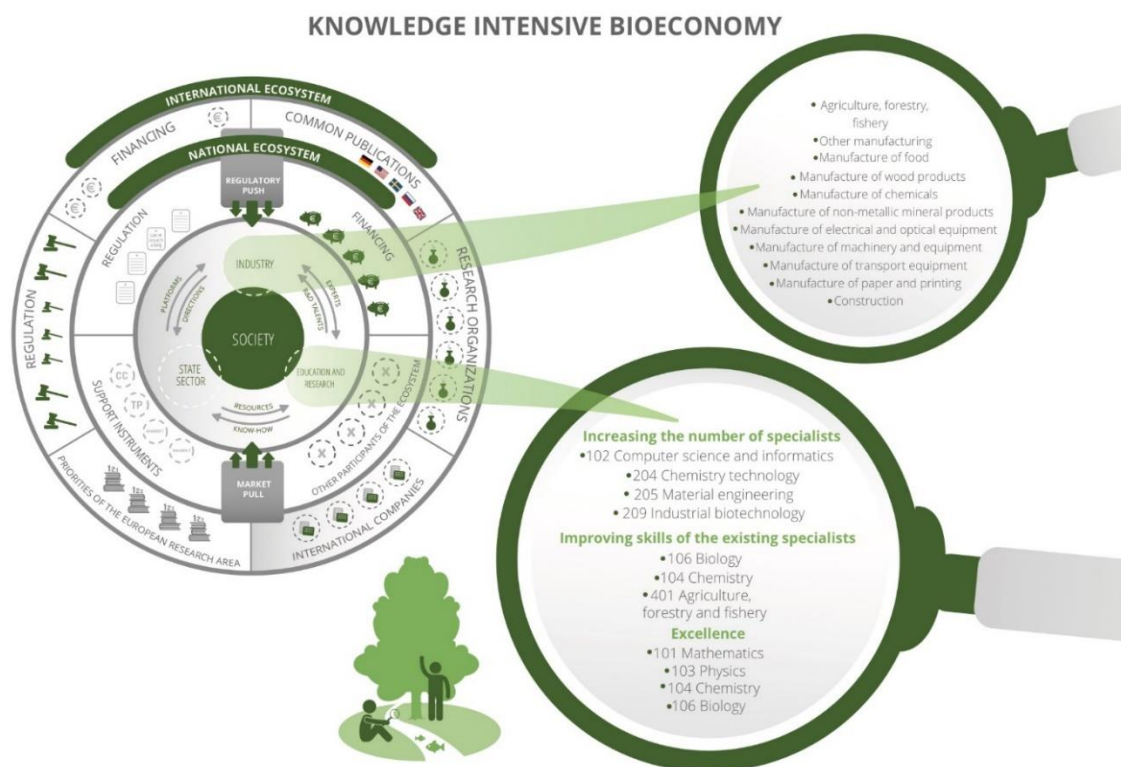 KNOWLEDGE INTENSIVE BIOECONOMY
INTERNATIONAL ECOSYSTEM
FINANCING
COMMON PUBLICATIONS
NATIONAL ECOSYSTEM
REGULATORY
PUSH
REGULATION
FINANCING
REGULATION
RESEARCH ORGANIZATIONS
INDUSTRY
PLATFORMS
DIRECTIONS
EXPERTS
R&D TALENTS
SOCIETY
STATE
SECTOR
EDUCATION AND
RESEARCH
RESOURCES
KNOW-HOW
CC
TP
X
X
X
X
SUPPORT INSTRUMENTS
OTHER PARTICIPANTS OF THE ECOSYSTEM
MARKET
PULL
PRIORITIES OF THE EUROPEAN RESEARCH AREA
INTERNATIONAL COMPANIES
•Agriculture, forestry,
fishery
•Other manufacturing
•Manufacture of food
•Manufacture of wood products
•Manufacture of chemicals
•Manufacture of non-metallic mineral products
•Manufacture of electrical and optical equipment
•Manufacture of machinery and equipment
•Manufacture of transport equipment
•Manufacture of paper and printing
•Construction
Increasing the number of specialists
•102 Computer science and informatics
•204 Chemistry technology
•205 Material engineering
•209 Industrial biotechnology
Improving skills of the existing specialists
•106 Biology
•104 Chemistry
•401 Agriculture,
forestry and fishery
Excellence
•101 Mathematics
•103 Physics
•104 Chemistry
•106 Biology